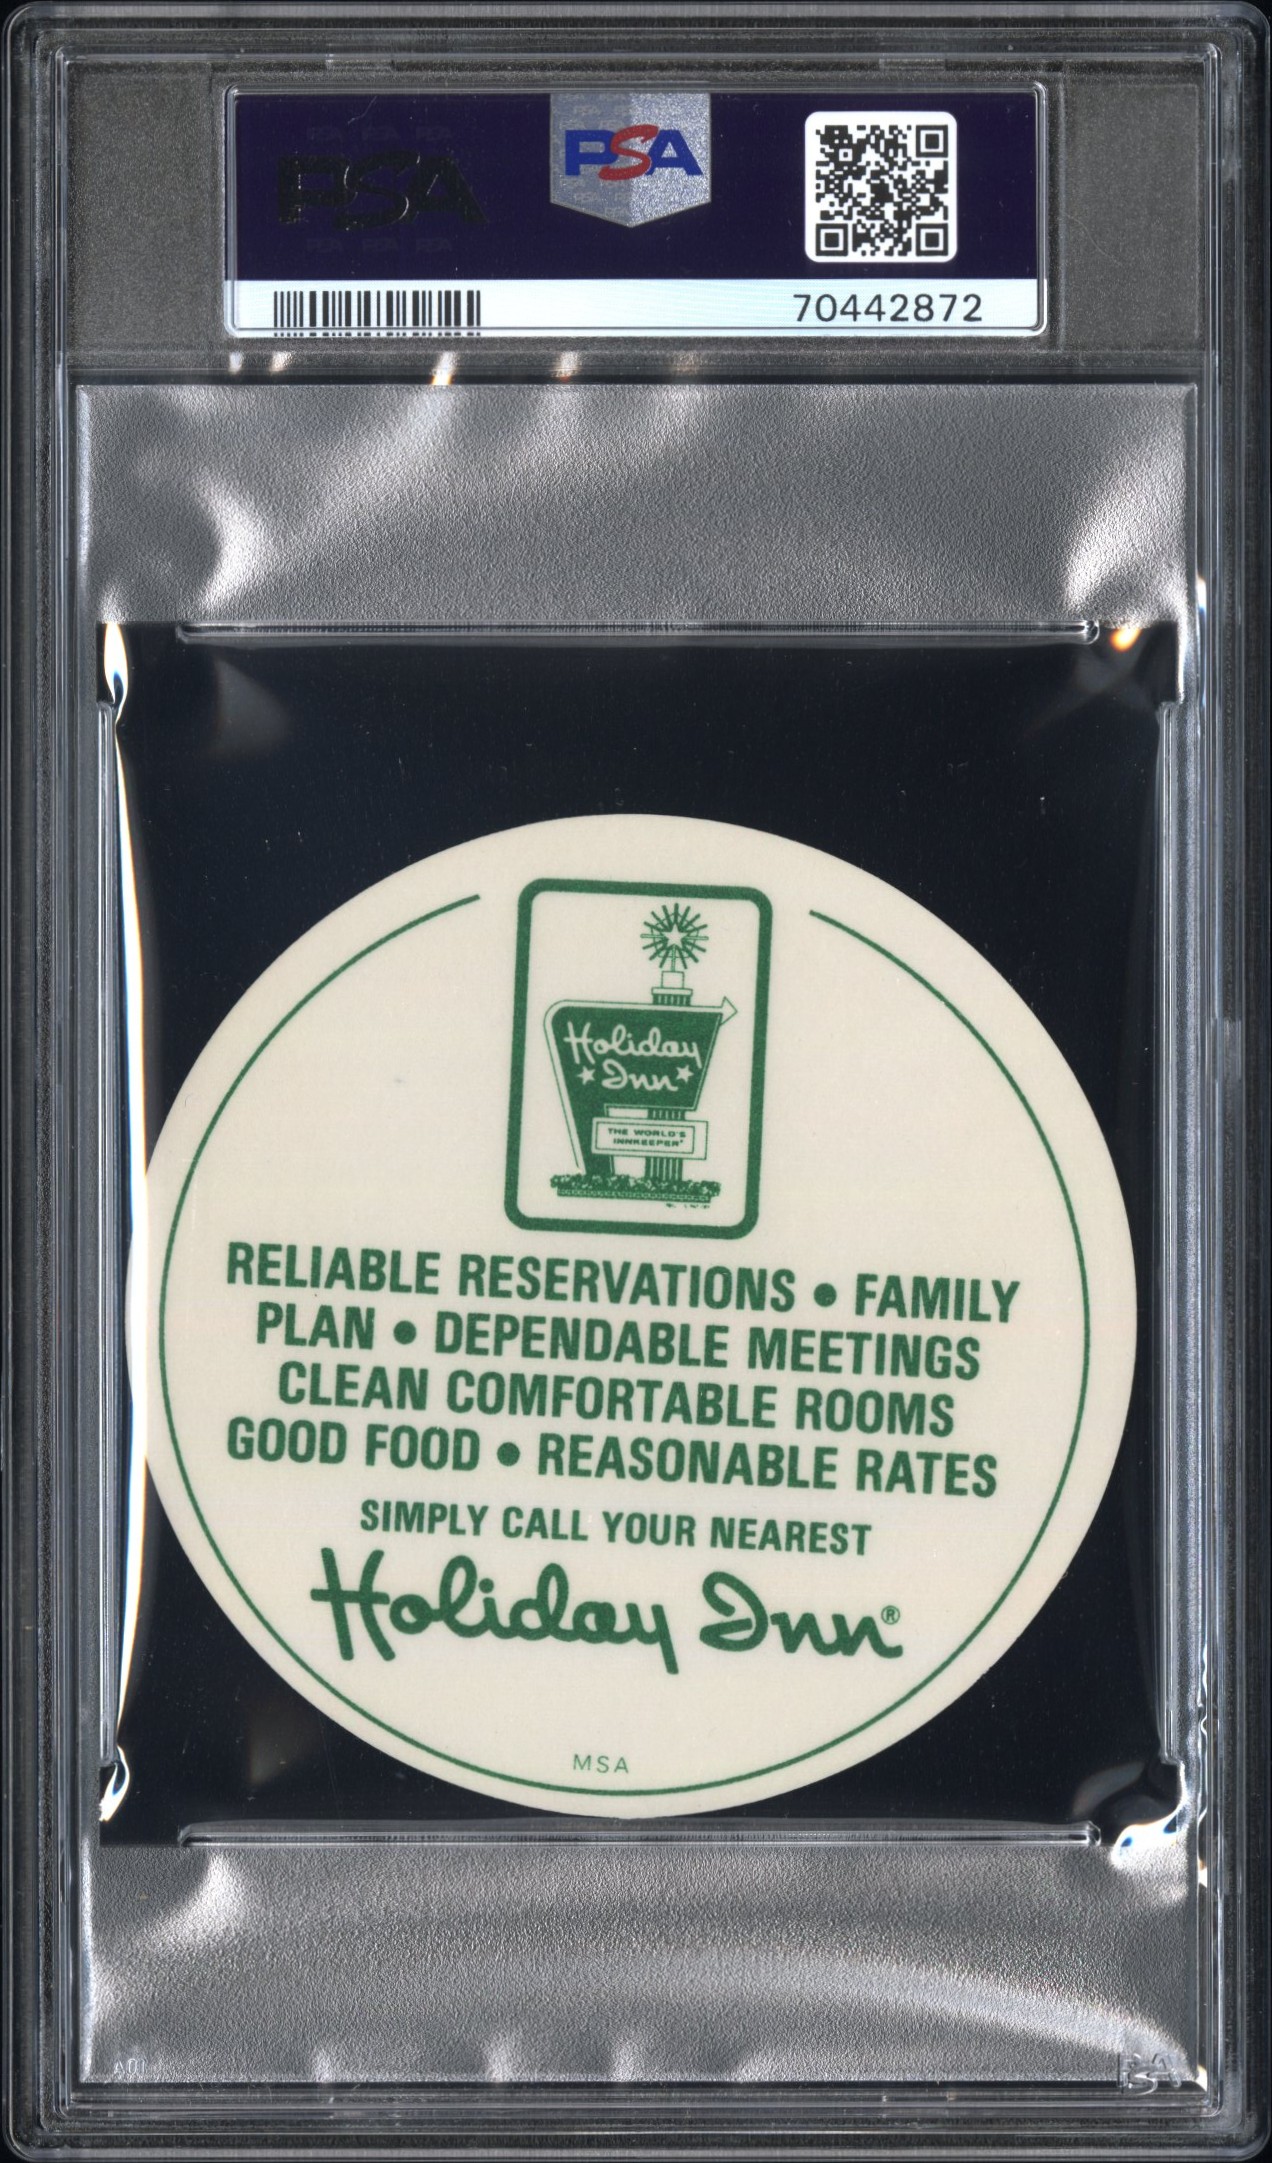 PSA
PSA
70442872
Holiday
Inn
THE WORLD'S
INNKEEPER®
RELIABLE RESERVATIONS • FAMILY
PLAN • DEPENDABLE MEETINGS
CLEAN COMFORTABLE ROOMS
GOOD FOOD • REASONABLE RATES
SIMPLY CALL YOUR NEAREST
Holiday Inn®
MSA
PSA